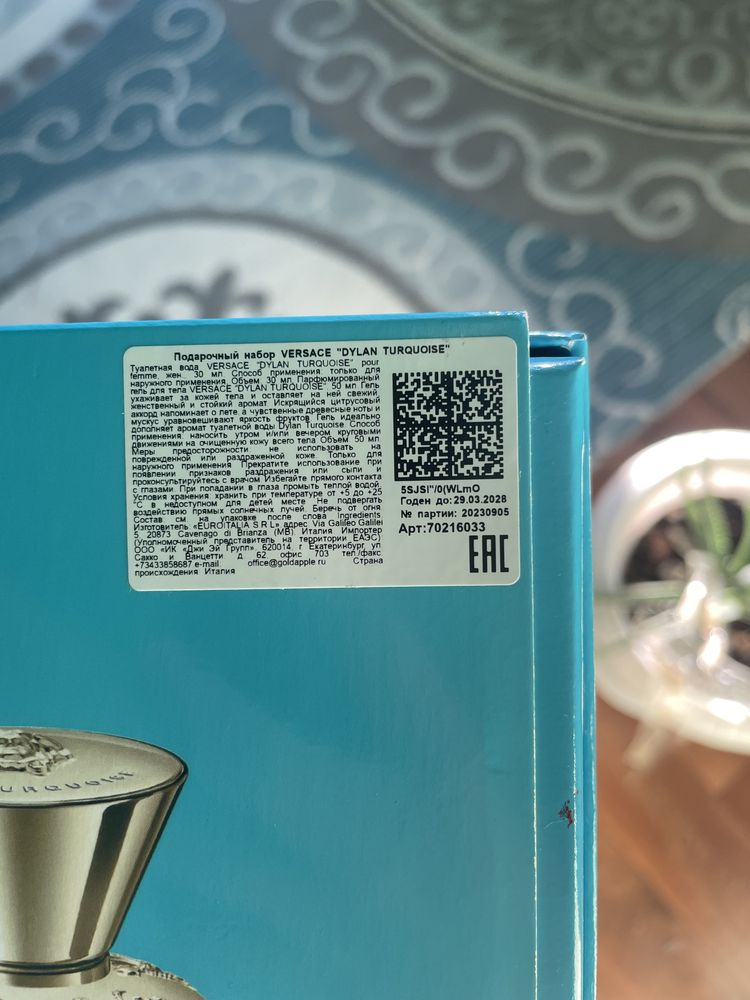 Подарочный набор VERSACE "DYLAN TURQUOISE"
Туалетная вода VERSACE "DYLAN TURQUOISE" pour
femme жен. 30 мл Способ применения только для
наружного применения Объем 30 мл Парфюмированный
гель для тела VERSACE "DYLAN TURQUOISE" 50 мл Гель
ухаживает за кожей тела и оставляет на ней свежий,
женственный и стойкий аромат Искрящийся цитрусовый
аккорд напоминает о лете, а чувственные древесные ноты и
мускус уравновешивают яркость фруктов Гель идеально
дополняет аромат туалетной воды Dylan Turquoise Способ
применения наносить утром и/или вечером круговыми
движениями на очищенную кожу всего тела Объем 50 мл
Меры предосторожности не использовать на
поврежденной или раздраженной коже. Только для
наружного применения Прекратите использование при
появлении признаков раздражения или сыпи и
проконсультируйтесь с врачом Избегайте прямого контакта
с глазами. При попадании в глаза промыть теплой водой.
Условия хранения хранить при температуре от +5 до +25
°С в недоступном для детей месте Не подвергать
воздействию прямых солнечных лучей. Беречь от огня
Состав см на упаковке после слова Ingredients
Изготовитель «EUROITALIA S R L» адрес Via Galileo Galilei
5, 20873 Cavenago di Brianza (MB) Италия Импортер
(Уполномоченный представитель на территории ЕАЭС)
ООО «ИК «Джи Эй Групп» 620014 г Екатеринбург, ул
Сакко и Ванцетти д. 62 офис 703 тел./факс
+73433858687 e-mail office@goldapple.ru Страна
происхождения Италия
5SJSi"/0(WLmO
Годен до: 29.03.2028
№ партии: 20230905
Арт:70216033
EAC
TURQUOISE